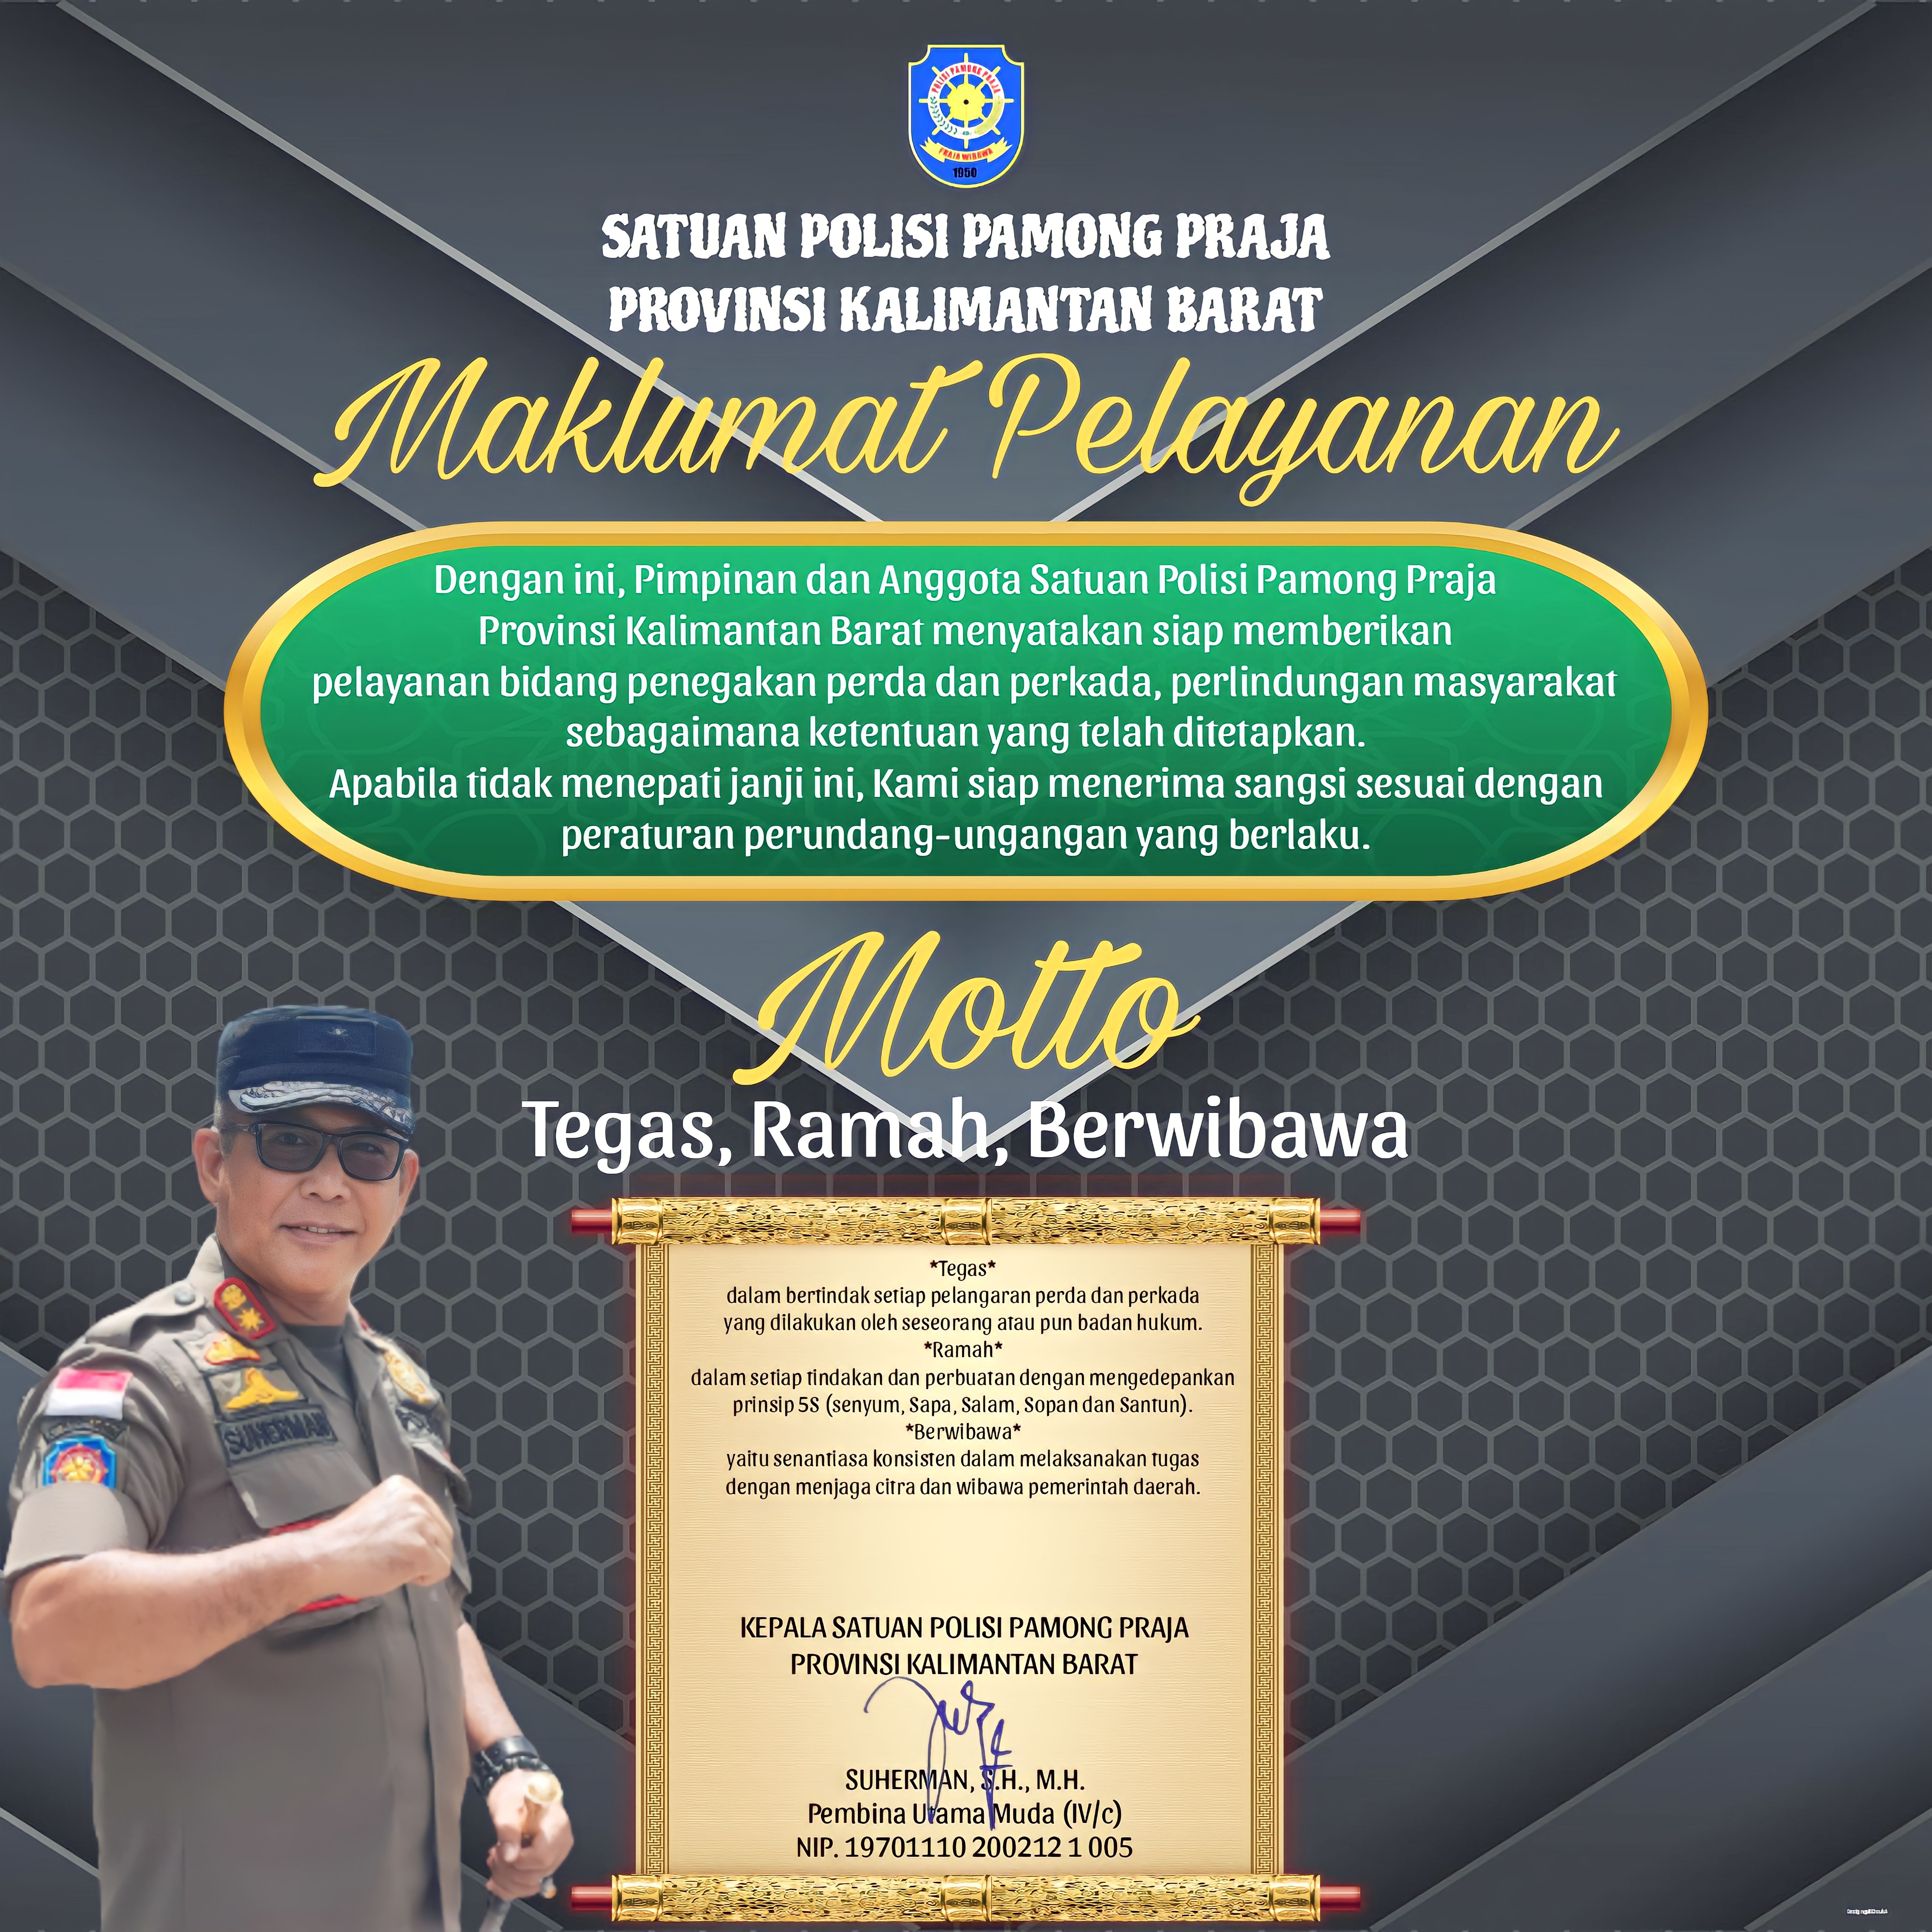 POLISI PAMONG PRAJA
PRAJA WIBAWA
1950
SATUAN POLISI PAMONG PRAJA
PROVINSI KALIMANTAN BARAT
Maklumat Pelayanan
Dengan ini, Pimpinan dan Anggota Satuan Polisi Pamong Praja
Provinsi Kalimantan Barat menyatakan siap memberikan
pelayanan bidang penegakan perda dan perkada, perlindungan masyarakat
sebagaimana ketentuan yang telah ditetapkan.
Apabila tidak menepati janji ini, Kami siap menerima sangsi sesuai dengan
peraturan perundang-ungangan yang berlaku.
Motto
Tegas, Ramah, Berwibawa
*Tegas*
dalam bertindak setiap pelangaran perda dan perkada
yang dilakukan oleh seseorang atau pun badan hukum.
*Ramah*
dalam setiap tindakan dan perbuatan dengan mengedepankan
prinsip 5S (senyum, Sapa, Salam, Sopan dan Santun).
*Berwibawa*
yaitu senantiasa konsisten dalam melaksanakan tugas
dengan menjaga citra dan wibawa pemerintah daerah.
SUHERMAN
KEPALA SATUAN POLISI PAMONG PRAJA
PROVINSI KALIMANTAN BARAT
SUHERMAN, S.H., M.H.
Pembina Utama Muda (IV/c)
NIP. 19701110 200212 1 005